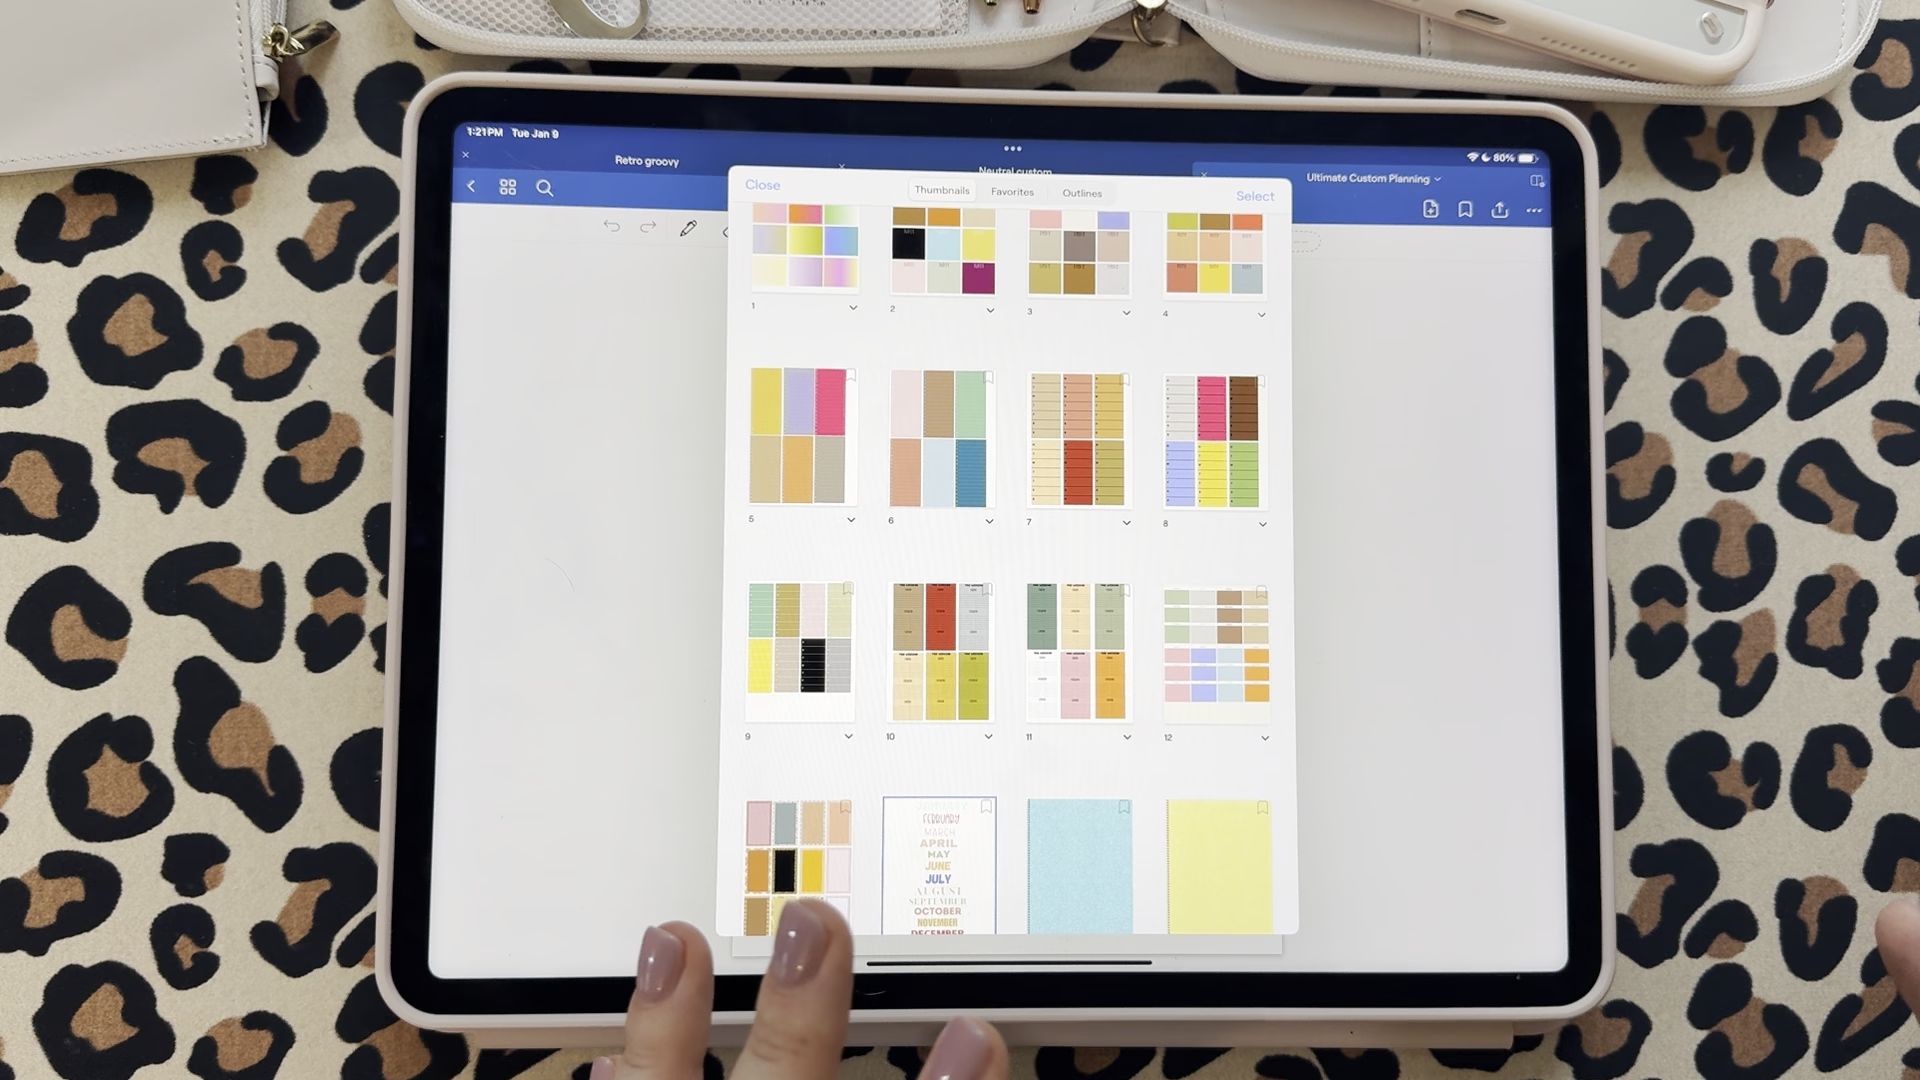 1:21PM Tue Jan 9
80%
Retro groovy
Neutral custom
Ultimate Custom Planning
Close
Thumbnails
Favorites
Outlines
Select
1
2
3
4
5
6
7
8
9
10
11
12
FEBRUARY
MARCH
APRIL
MAY
JUNE
JULY
AUGUST
SEPTEMBER
OCTOBER
NOVEMBER
DECEMBER